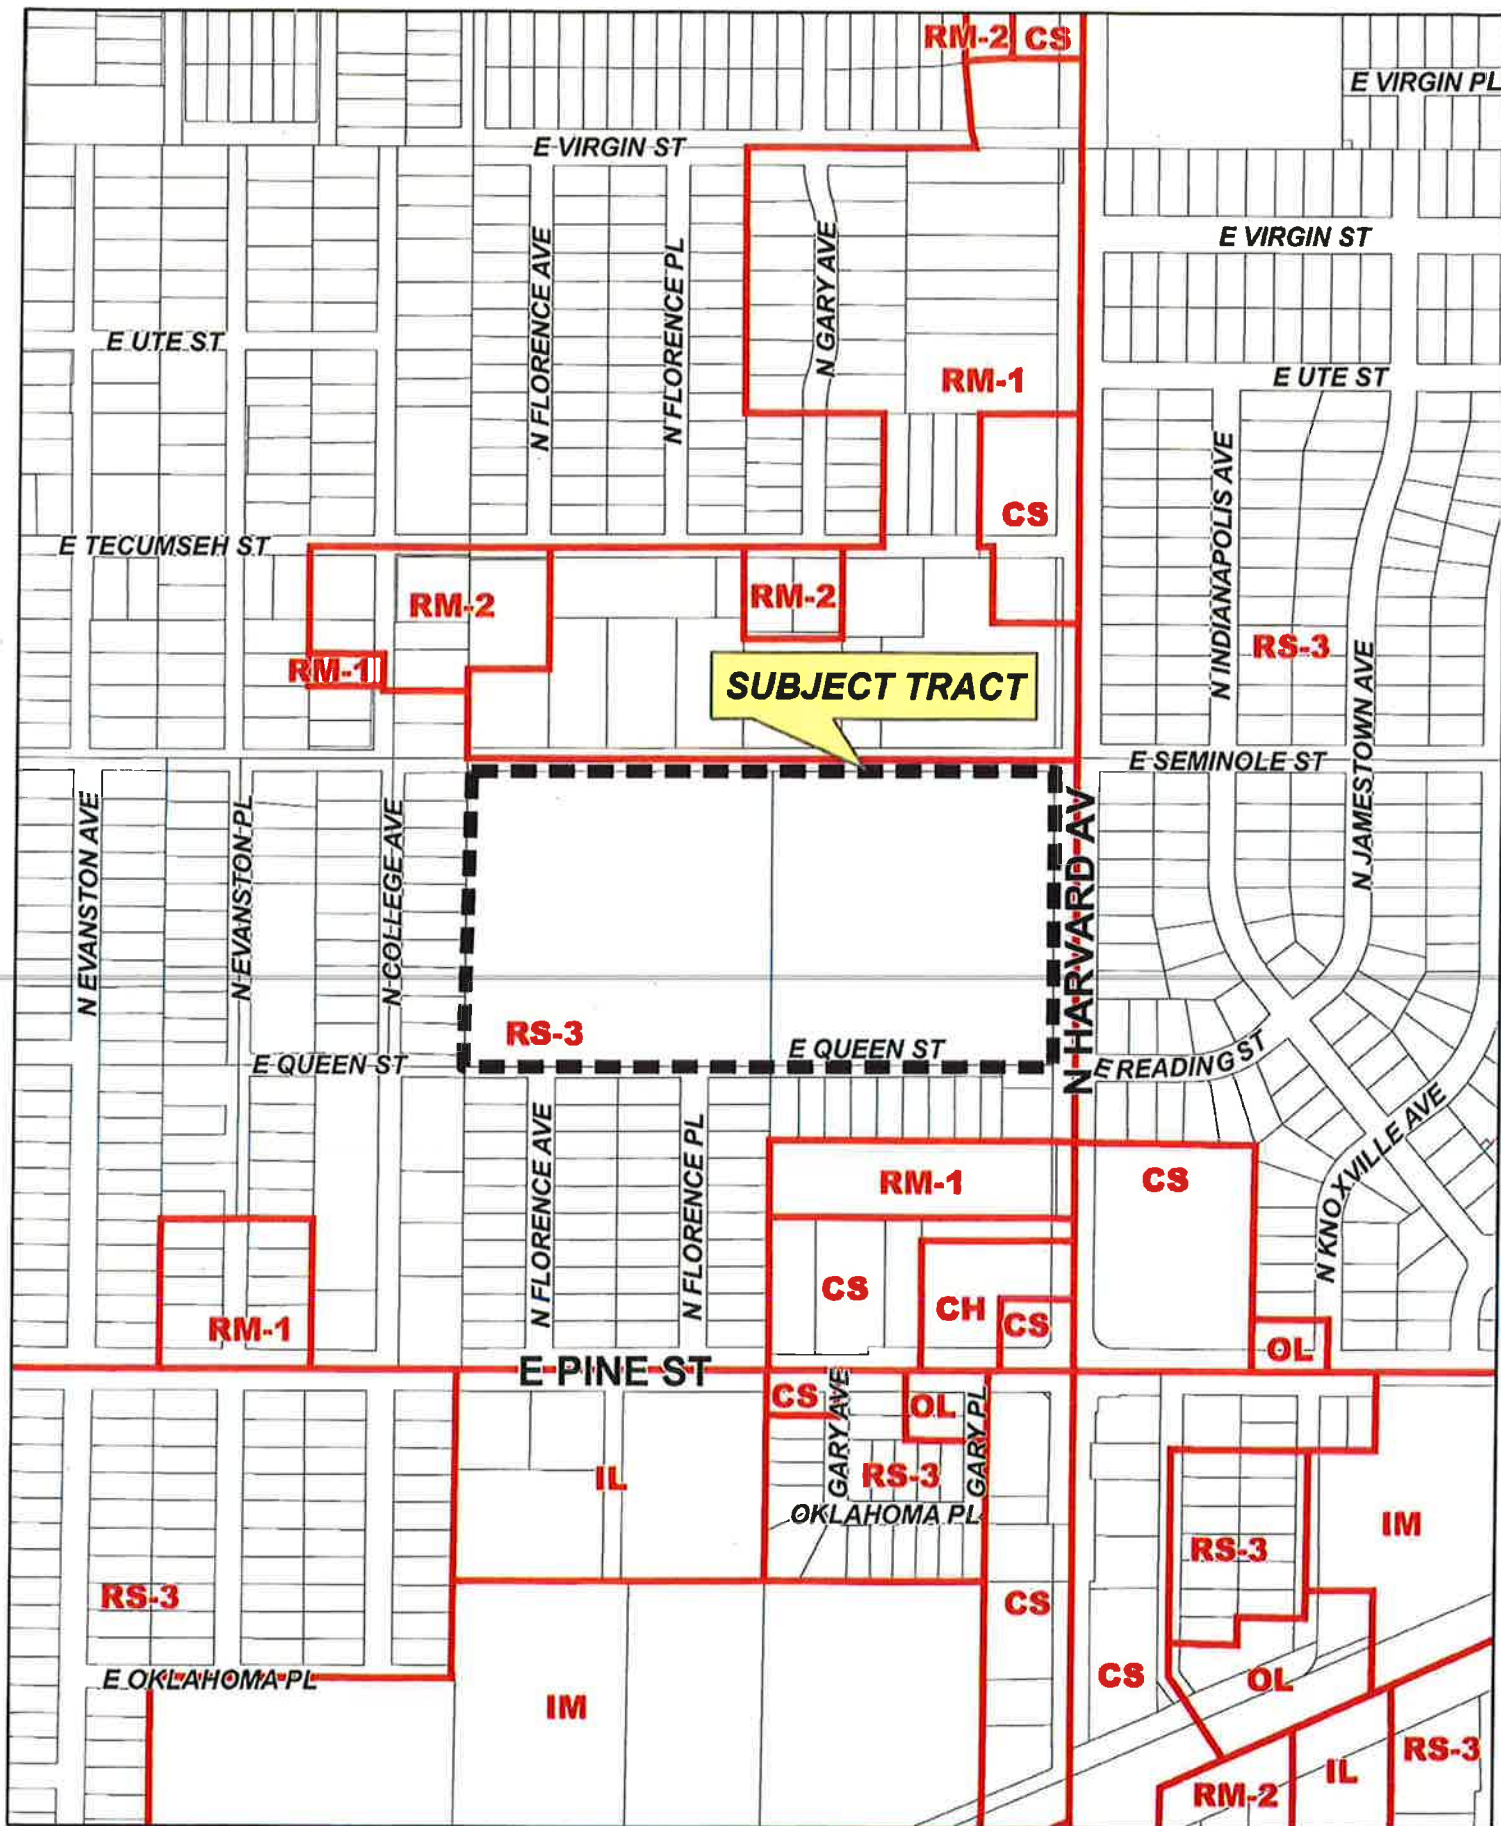 RM-2 CS
E VIRGIN PL
E VIRGIN ST
E VIRGIN ST
N FLORENCE AVE
N FLORENCE PL
N GARY AVE
E UTE ST
E UTE ST
RM-1
N INDIANAPOLIS AVE
CS
E TECUMSEH ST
RM-2
RM-2
RM-1
RS-3
N JAMESTOWN AVE
SUBJECT TRACT
E SEMINOLE ST
N EVANSTON AVE
N EVANSTON PL
N COLLEGE AVE
N HARVARD AV
RS-3
E QUEEN ST
E QUEEN ST
E READING ST
N KNOXVILLE AVE
N FLORENCE AVE
N FLORENCE PL
RM-1
CS
CS
CH
CS
RM-1
OL
E PINE ST
CS
GARY AVE
OL
GARY PL
RS-3
IL
OKLAHOMA PL
IM
RS-3
RS-3
CS
E OKLAHOMA PL
CS
OL
IM
RS-3
IL
RM-2